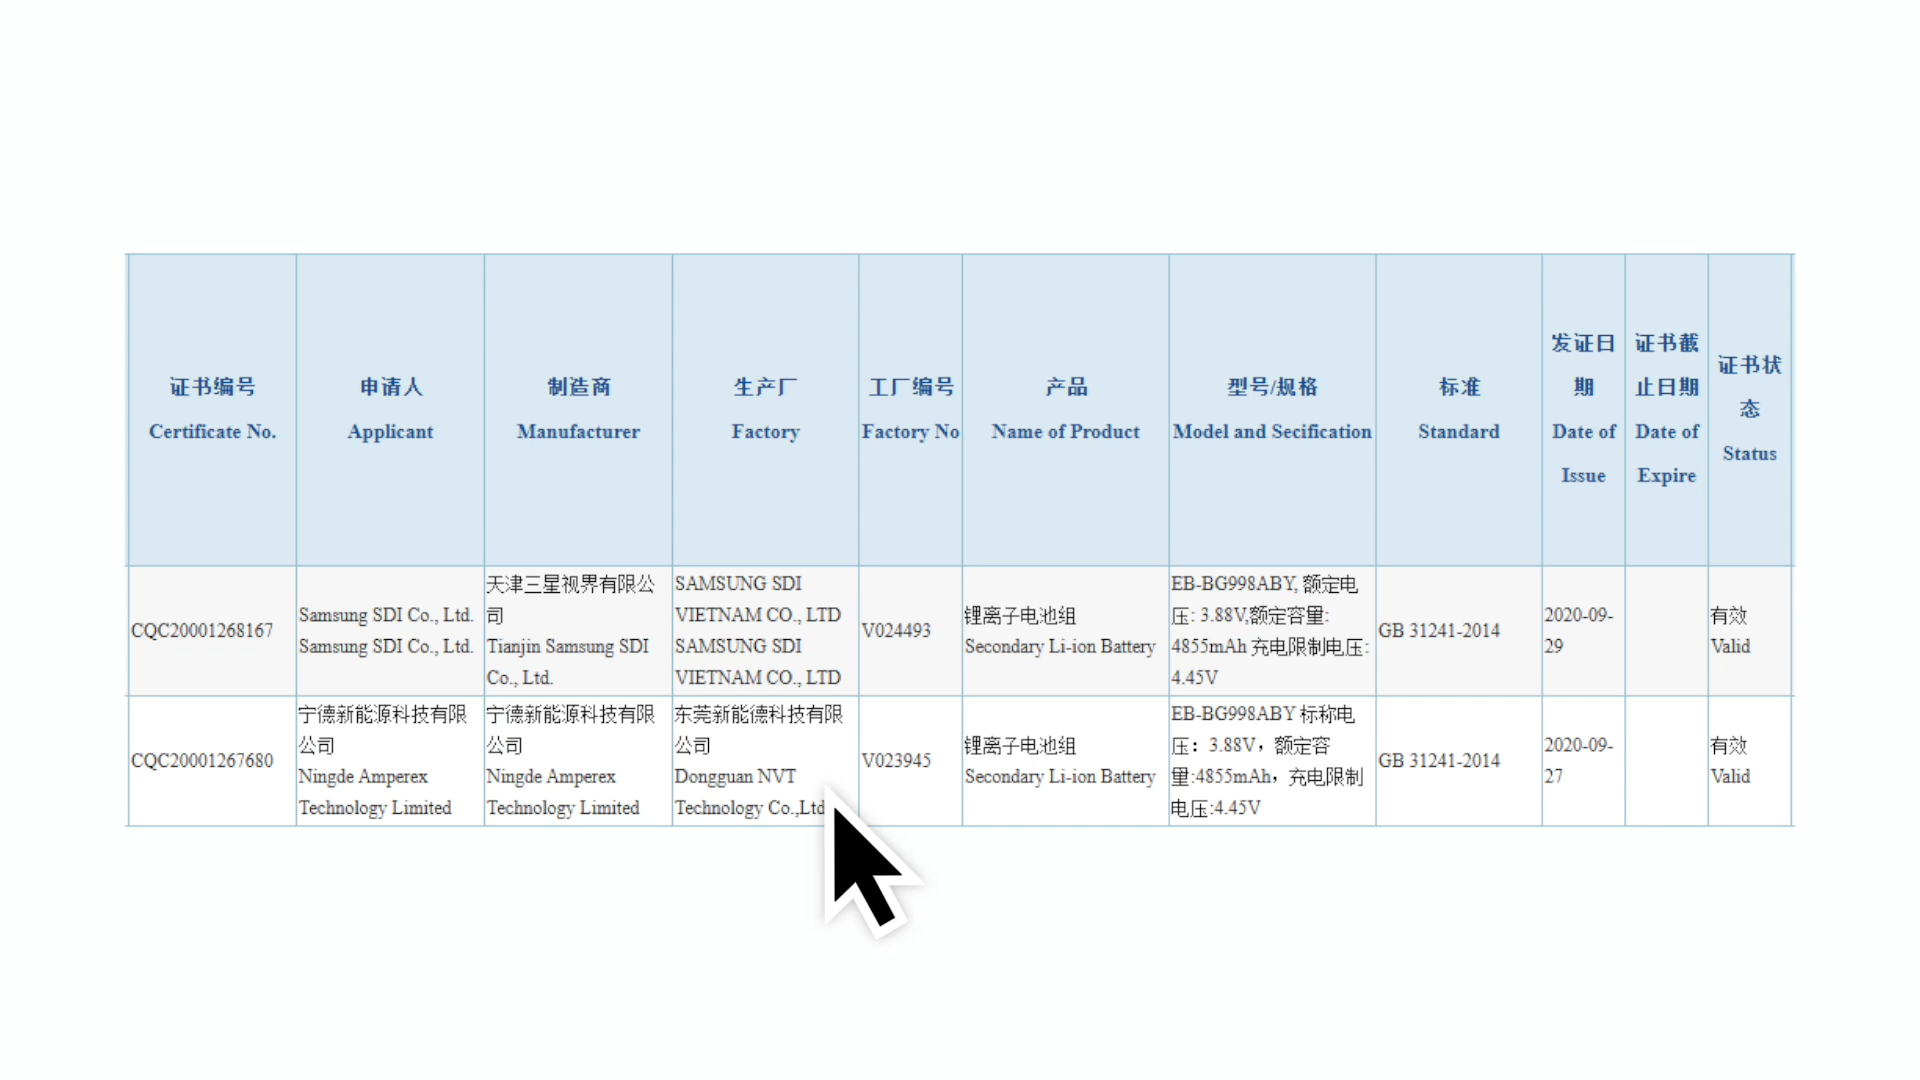 证书编号
Certificate No.
申请人
Applicant
制造商
Manufacturer
生产厂
Factory
工厂编号
Factory No
产品
Name of Product
型号/规格
Model and Secification
标准
Standard
发证日
期
Date of
Issue
证书截
止日期
Date of
Expire
证书状
态
Status
CQC20001268167
Samsung SDI Co., Ltd.
Samsung SDI Co., Ltd.
天津三星视界有限公
司
Tianjin Samsung SDI
Co., Ltd.
SAMSUNG SDI
VIETNAM CO., LTD
SAMSUNG SDI
VIETNAM CO., LTD
V024493
锂离子电池组
Secondary Li-ion Battery
EB-BG998ABY, 额定电
压: 3.88V,额定容量:
4855mAh 充电限制电压:
4.45V
GB 31241-2014
2020-09-
29
有效
Valid
CQC20001267680
宁德新能源科技有限
公司
Ningde Amperex
Technology Limited
宁德新能源科技有限
公司
Ningde Amperex
Technology Limited
东莞新能德科技有限
公司
Dongguan NVT
Technology Co.,Ltd
V023945
锂离子电池组
Secondary Li-ion Battery
EB-BG998ABY 标称电
压：3.88V，额定容
量:4855mAh，充电限制
电压:4.45V
GB 31241-2014
2020-09-
27
有效
Valid